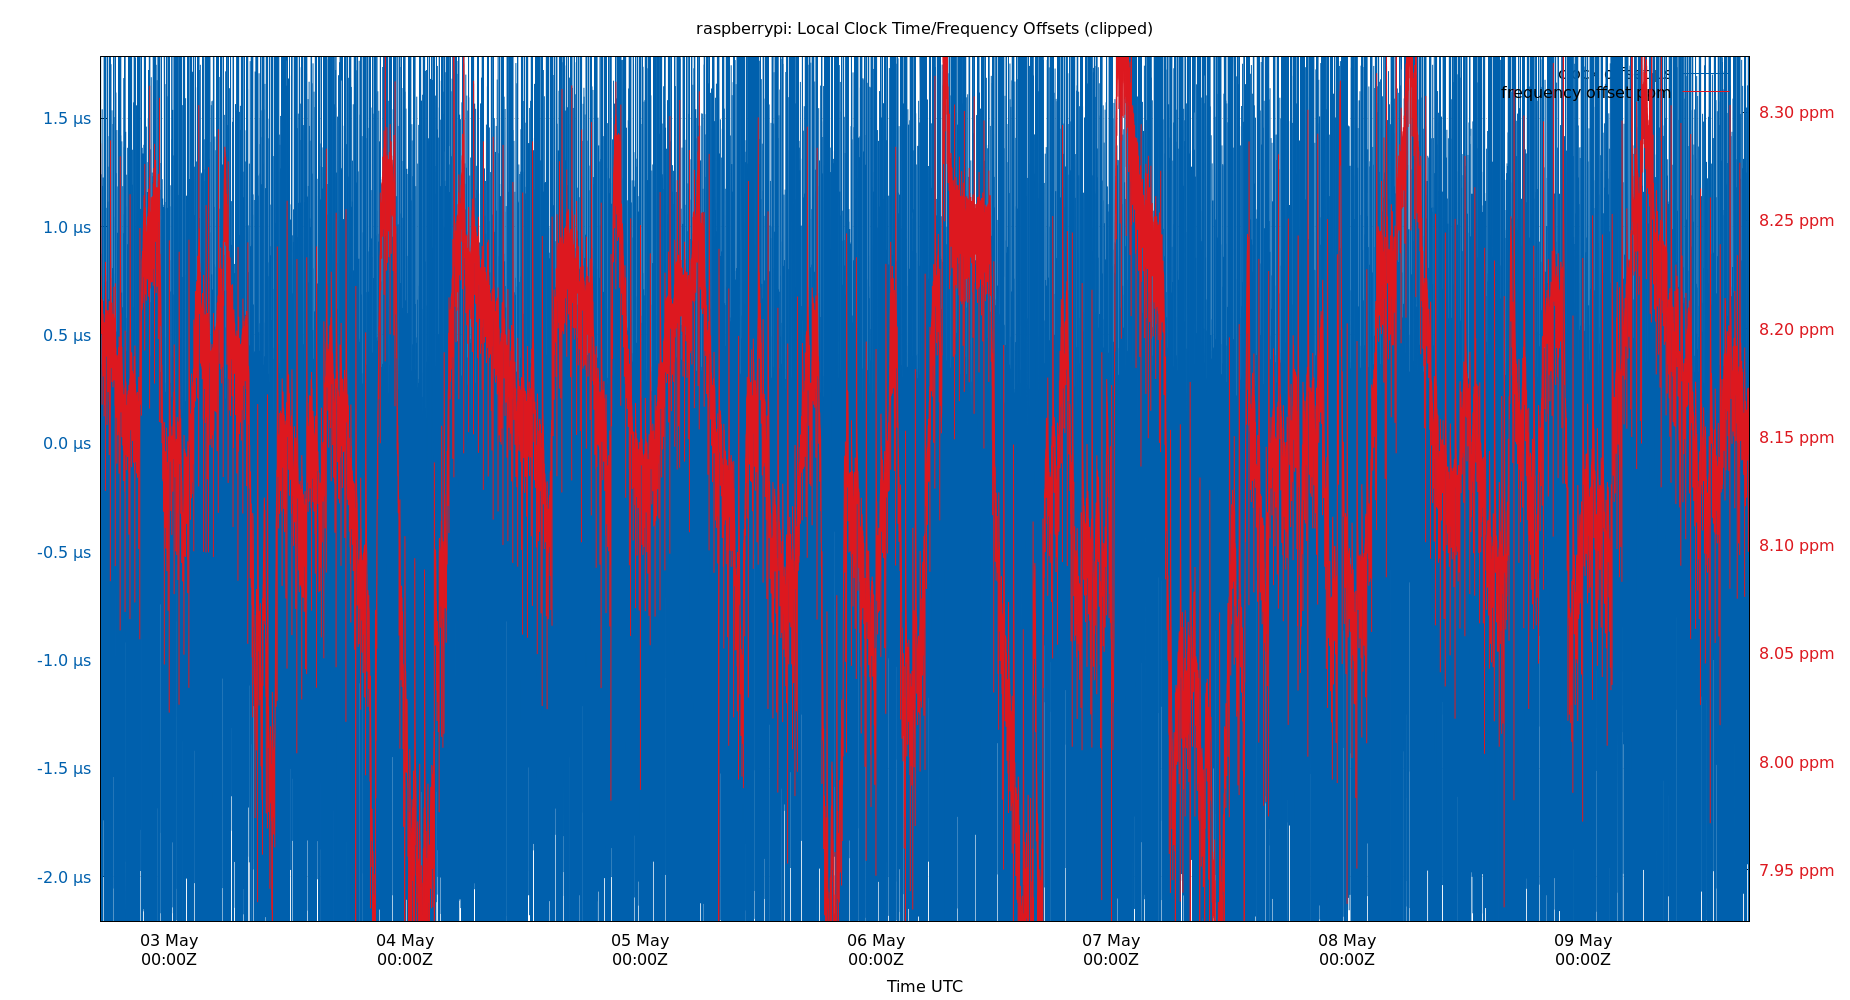 raspberrypi: Local Clock Time/Frequency Offsets (clipped)
clock offset µs
frequency offset ppm
1.5 µs
1.0 µs
0.5 µs
0.0 µs
-0.5 µs
-1.0 µs
-1.5 µs
-2.0 µs
8.30 ppm
8.25 ppm
8.20 ppm
8.15 ppm
8.10 ppm
8.05 ppm
8.00 ppm
7.95 ppm
03 May
00:00Z
04 May
00:00Z
05 May
00:00Z
06 May
00:00Z
07 May
00:00Z
08 May
00:00Z
09 May
00:00Z
Time UTC